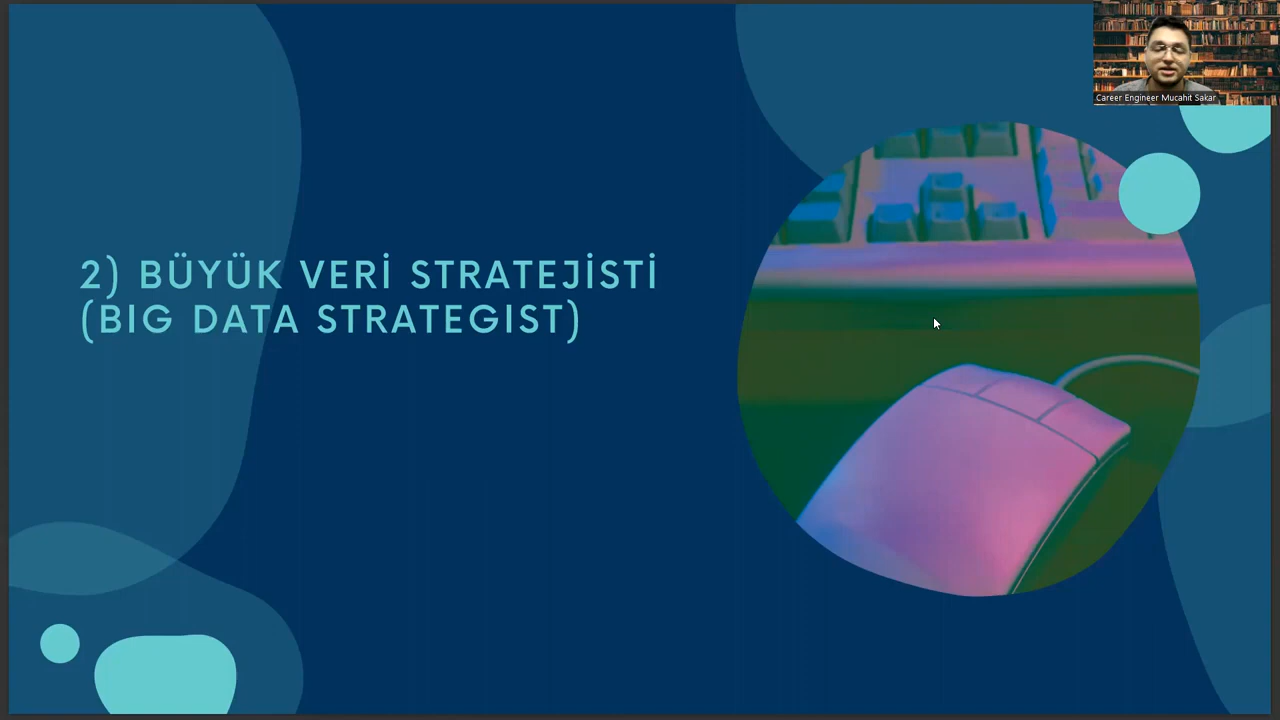 Career Engineer Mucahit Sakar
2) BÜYÜK VERİ STRATEJİSTİ
(BIG DATA STRATEGIST)